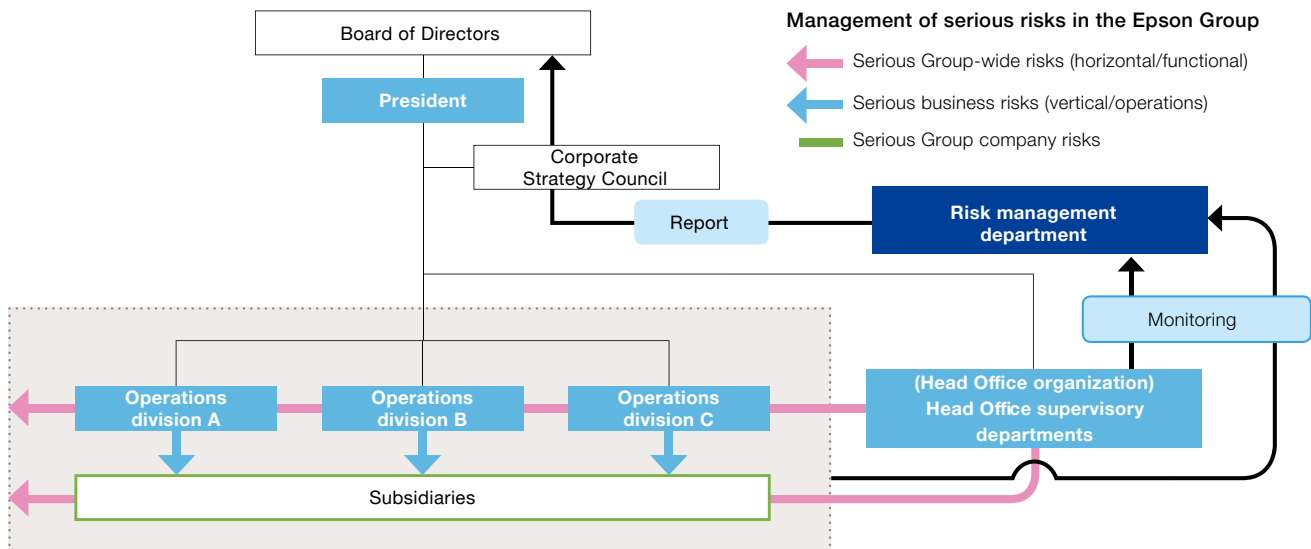 Management of serious risks in the Epson Group
Serious Group-wide risks (horizontal/functional)
Serious business risks (vertical/operations)
Serious Group company risks
Board of Directors
President
Corporate
Strategy Council
Report
Risk management
department
Monitoring
Operations
division A
Operations
division B
Operations
division C
(Head Office organization)
Head Office supervisory
departments
Subsidiaries